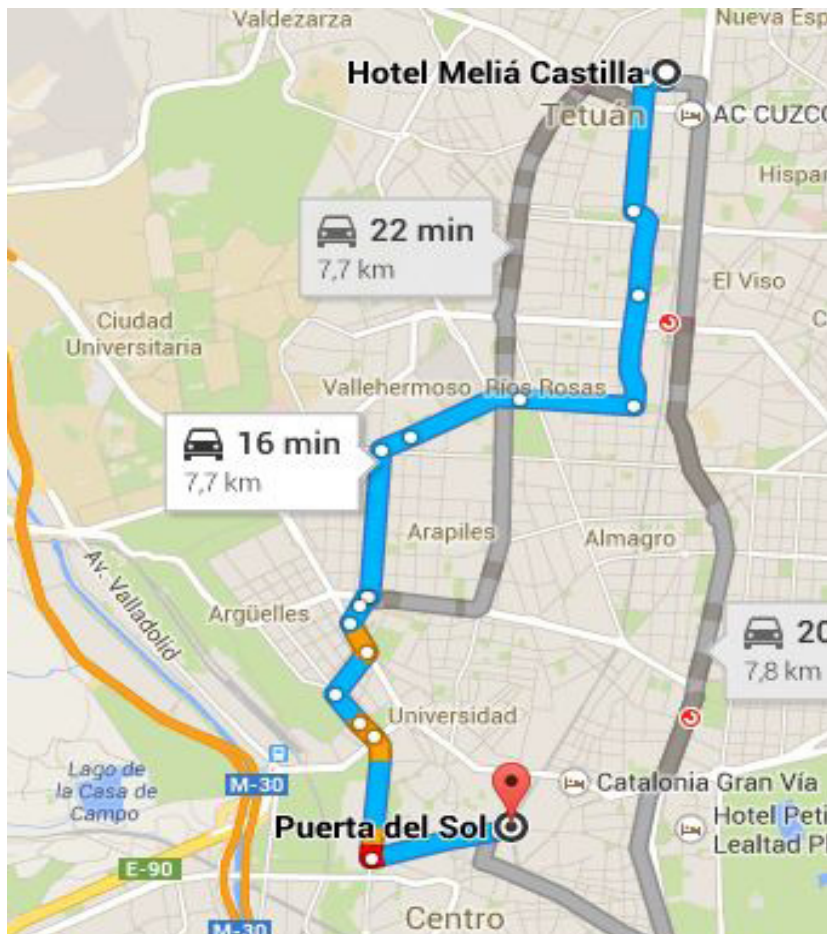 Valdezarza
Nueva Esp
Hotel Meliá Castilla
Tetuán
AC CUZCO
Hispan
22 min
7,7 km
El Viso
Ciudad
Universitaria
Vallehermoso
Ríos Rosas
16 min
7,7 km
Arapiles
Almagro
Av. Valladolid
Argüelles
20
7,8 km
Universidad
Lago de
la Casa de
Campo
M-30
Catalonia Gran Vía
Puerta del Sol
Hotel Peti
Lealtad Pl
E-90
Centro
M-30